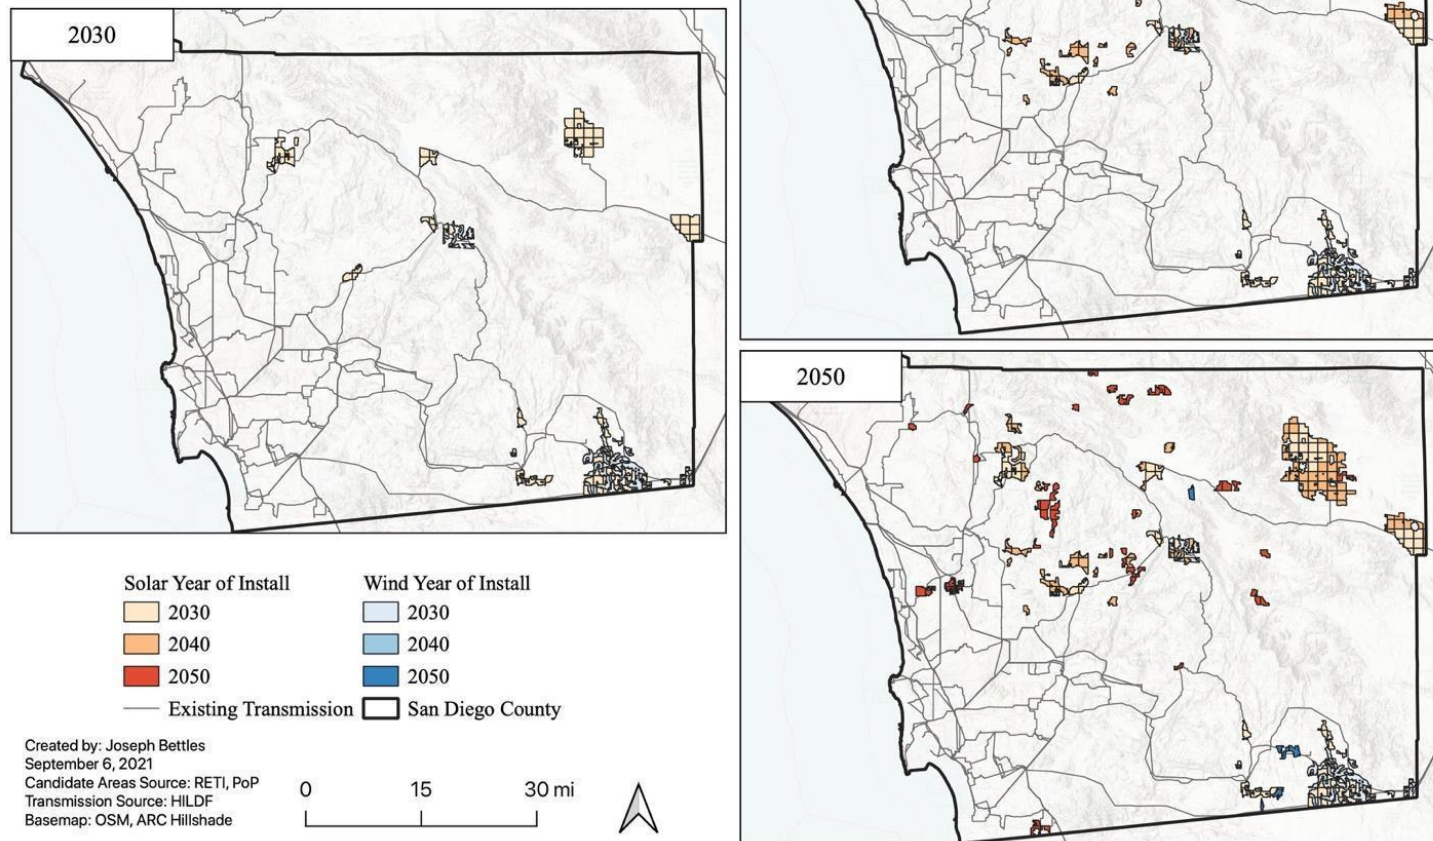 2030
2050
Solar Year of Install
2030
2040
2050
Existing Transmission
Wind Year of Install
2030
2040
2050
San Diego County
Created by: Joseph Bettles
September 6, 2021
Candidate Areas Source: RETI, PoP
Transmission Source: HILDF
Basemap: OSM, ARC Hillshade
0 15 30 mi